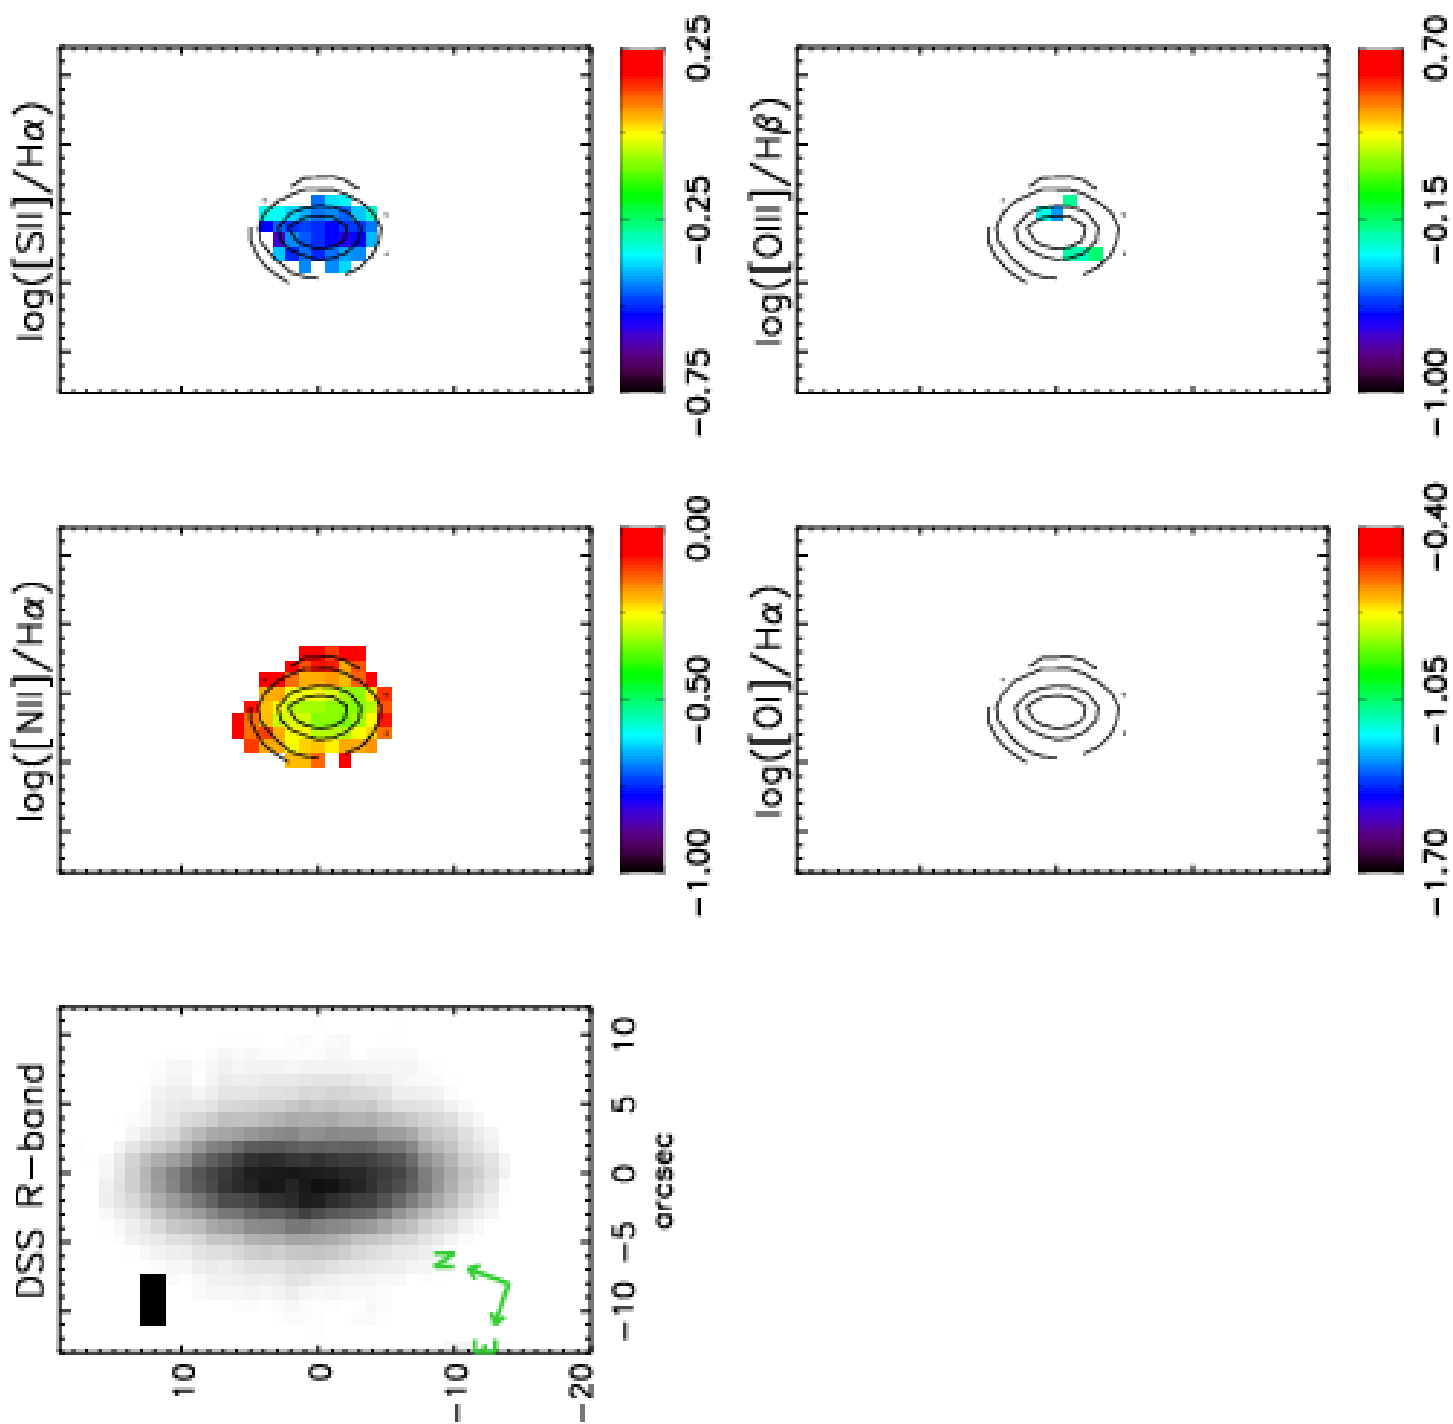 DSS R−band
10
0
−10
−20
N
E
−10 −5 0 5 10
arcsec
log([NII]/Hα)
−1.00 −0.50 0.00
log([SII]/Hα)
−0.75 −0.25 0.25
log([OI]/Hα)
−1.70 −1.05 −0.40
log([OIII]/Hβ)
−1.00 −0.15 0.70